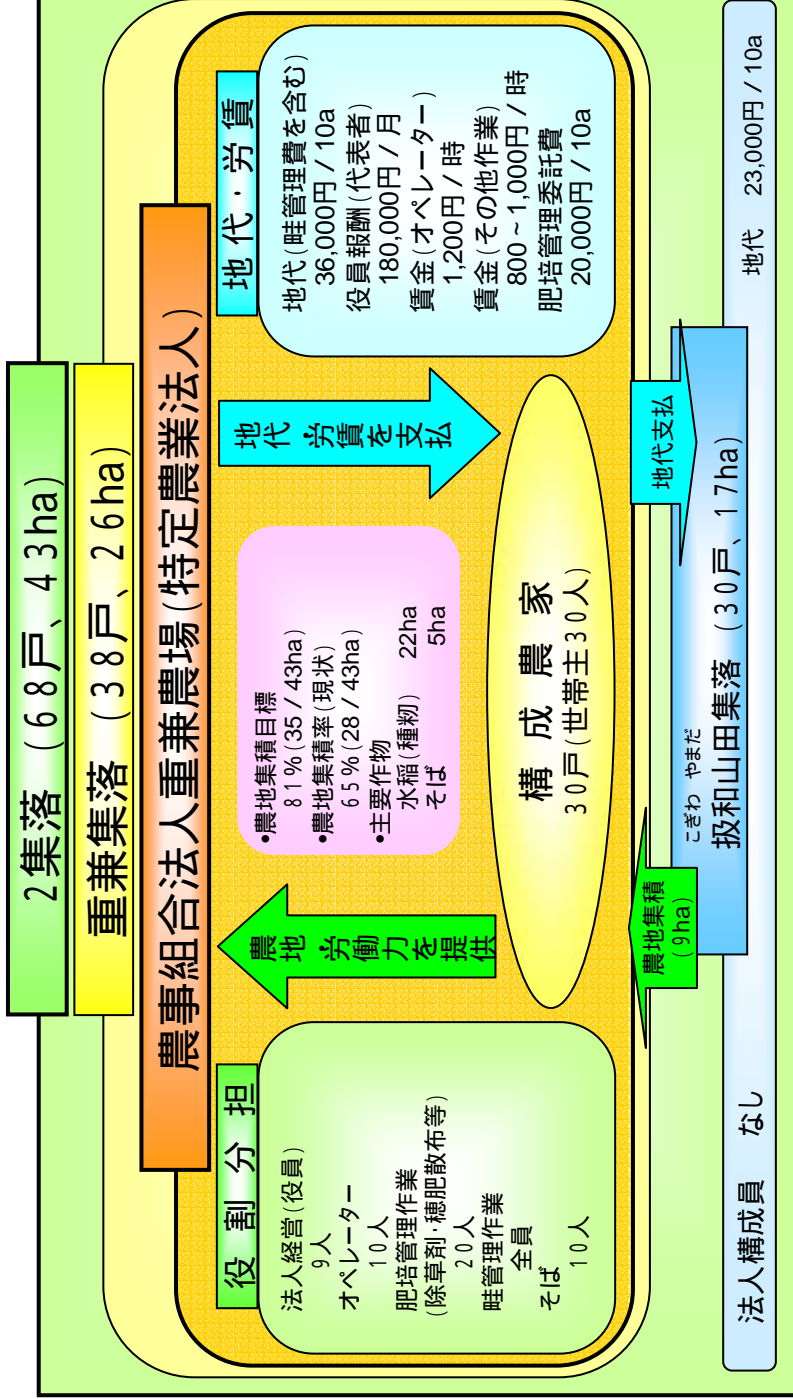 2集落（68戸、43ha）
重兼集落（38戸、26ha）
農事組合法人重兼農場（特定農業法人）
役割分担
法人経営（役員）
9人
オペレーター
10人
肥培管理作業
（除草剤・穂肥散布等）
20人
畦管理作業
全員
そば
10人
農地・労働力を提供
•農地集積目標
81％（35／43ha）
•農地集積率（現状）
65％（28／43ha）
•主要作物
水稲（種籾） 22ha
そば 5ha
地代・労賃を支払
地代・労賃
地代（畦管理費を含む）
36,000円／10a
役員報酬（代表者）
180,000円／月
賃金（オペレーター）
1,200円／時
賃金（その他作業）
800～1,000円／時
肥培管理委託費
20,000円／10a
構成農家
30戸（世帯主30人）
農地集積
（9ha）
地代支払
こぎわ やまだ
扱和山田集落（30戸、17ha）
法人構成員 なし
地代 23,000円／10a